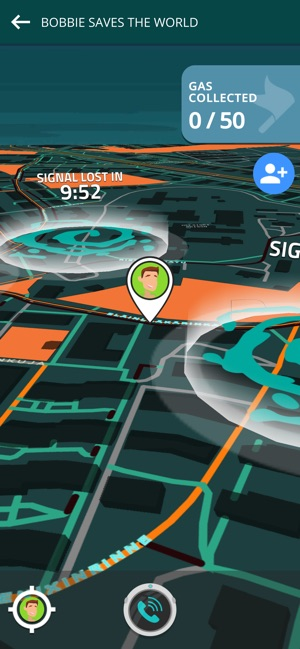 BOBBIE SAVES THE WORLD
GAS
COLLECTED
0 / 50
SIGNAL LOST IN
9:52
SIG